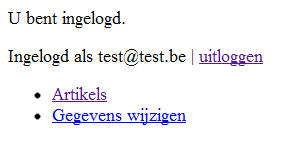 U bent ingelogd.
Ingelogd als test@test.be | uitloggen
Artikels
Gegevens wijzigen